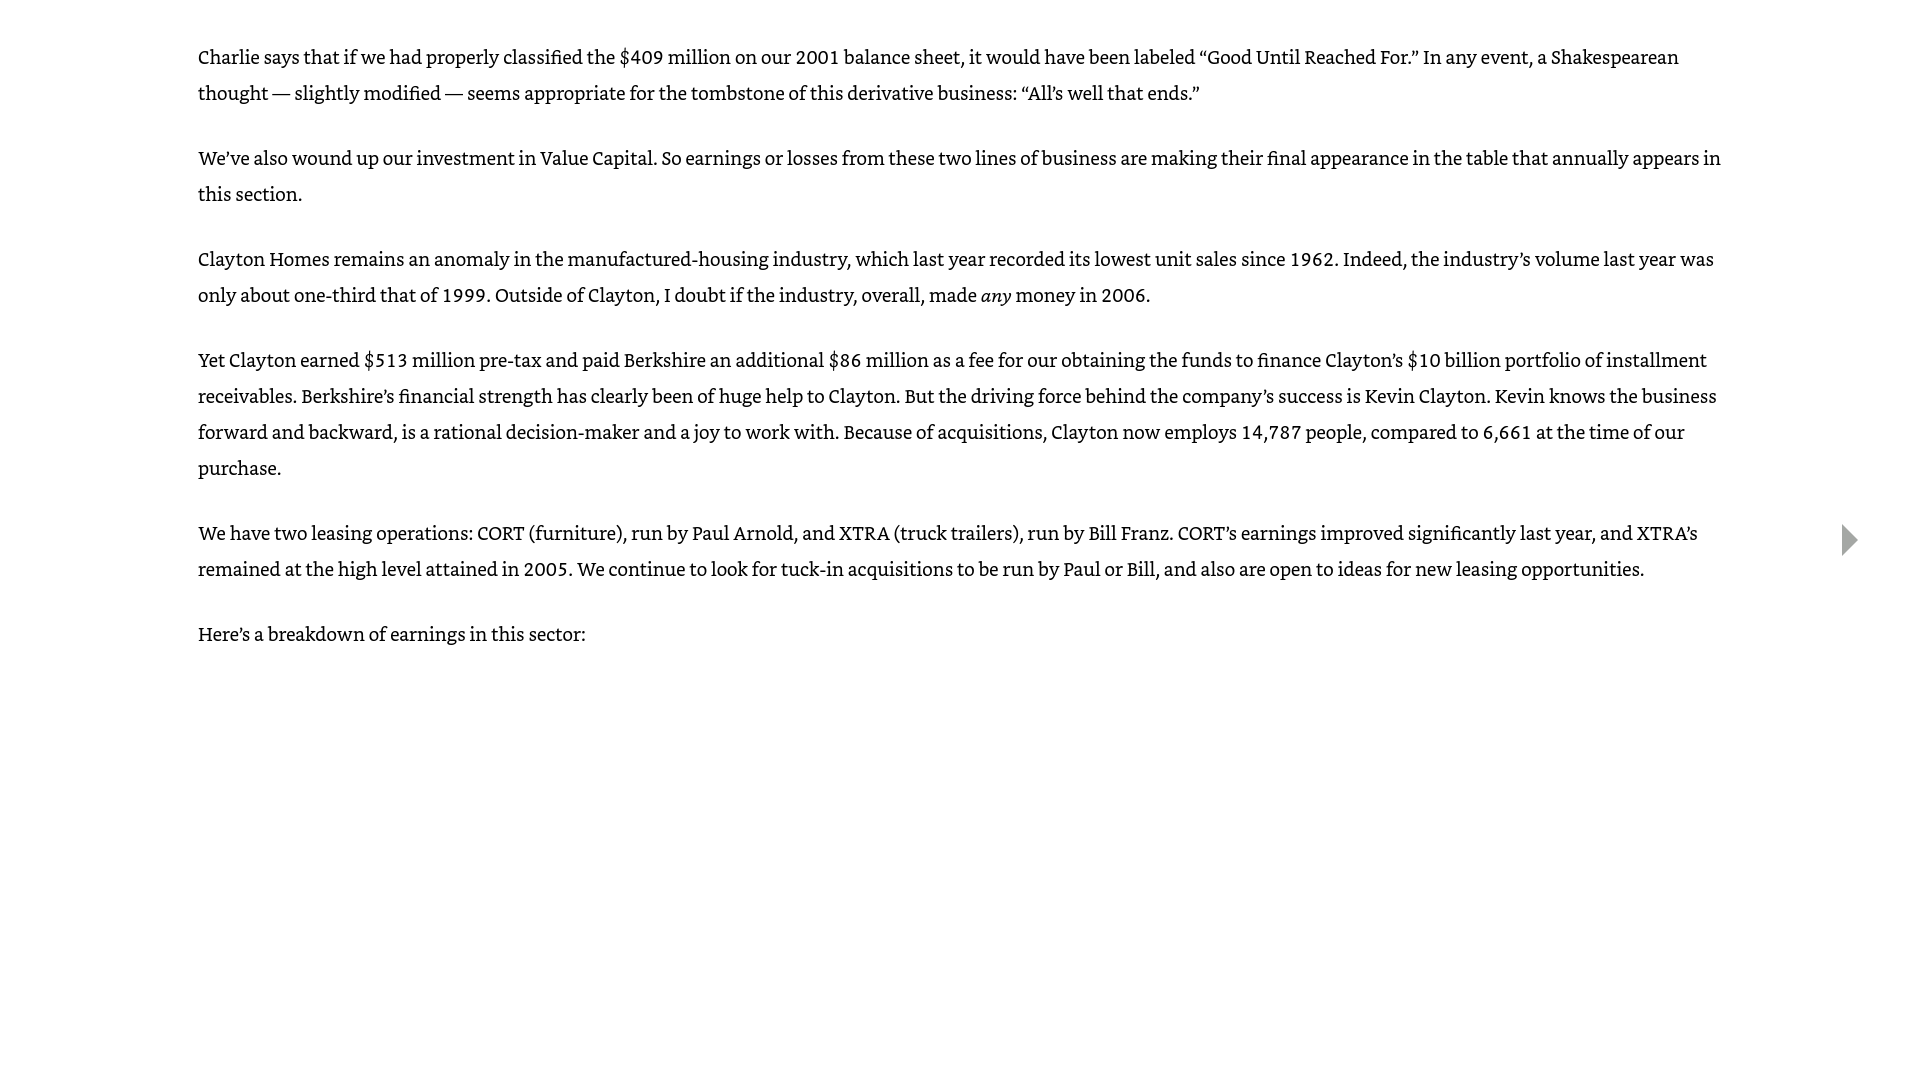 Charlie says that if we had properly classified the $409 million on our 2001 balance sheet, it would have been labeled “Good Until Reached For.” In any event, a Shakespearean
thought — slightly modified — seems appropriate for the tombstone of this derivative business: “All’s well that ends.”
We’ve also wound up our investment in Value Capital. So earnings or losses from these two lines of business are making their final appearance in the table that annually appears in
this section.
Clayton Homes remains an anomaly in the manufactured-housing industry, which last year recorded its lowest unit sales since 1962. Indeed, the industry’s volume last year was
only about one-third that of 1999. Outside of Clayton, I doubt if the industry, overall, made any money in 2006.
Yet Clayton earned $513 million pre-tax and paid Berkshire an additional $86 million as a fee for our obtaining the funds to finance Clayton’s $10 billion portfolio of installment
receivables. Berkshire’s financial strength has clearly been of huge help to Clayton. But the driving force behind the company’s success is Kevin Clayton. Kevin knows the business
forward and backward, is a rational decision-maker and a joy to work with. Because of acquisitions, Clayton now employs 14,787 people, compared to 6,661 at the time of our
purchase.
We have two leasing operations: CORT (furniture), run by Paul Arnold, and XTRA (truck trailers), run by Bill Franz. CORT’s earnings improved significantly last year, and XTRA’s
remained at the high level attained in 2005. We continue to look for tuck-in acquisitions to be run by Paul or Bill, and also are open to ideas for new leasing opportunities.
Here’s a breakdown of earnings in this sector: